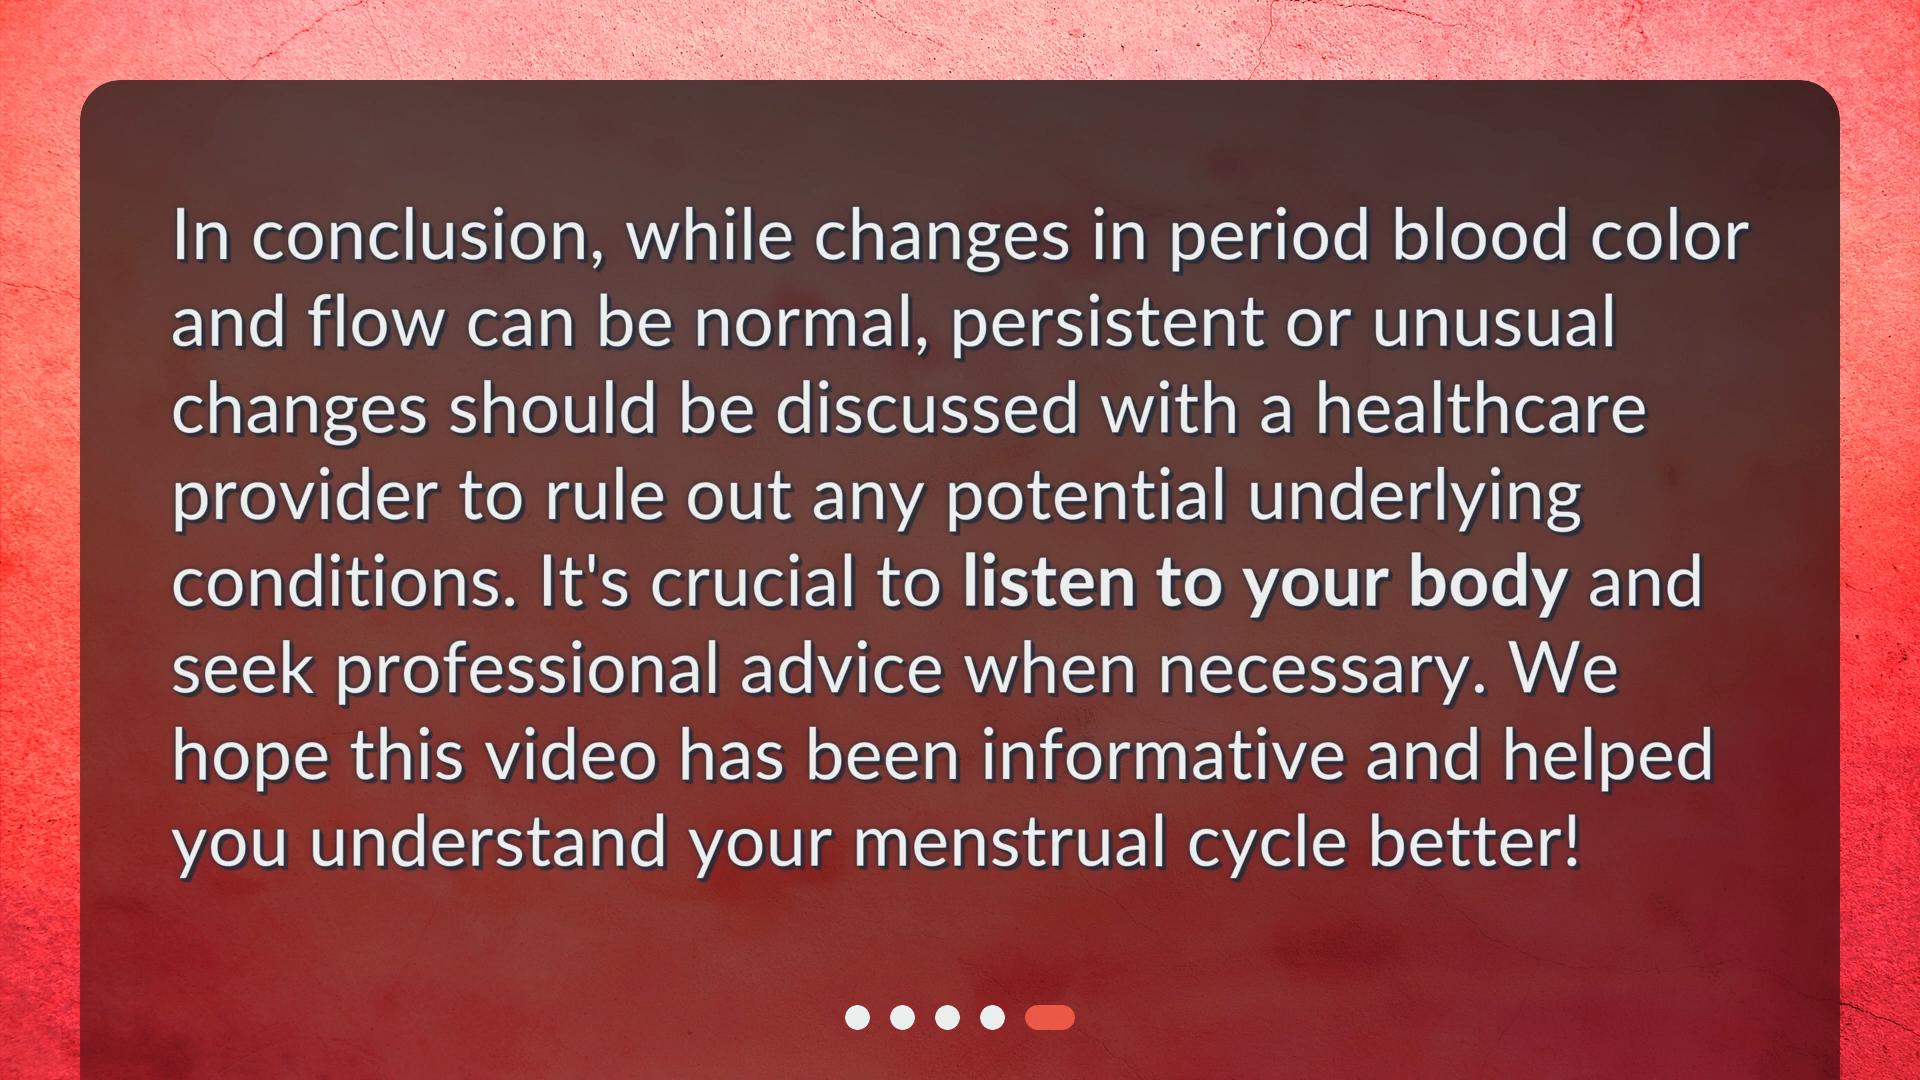 In conclusion, while changes in period blood color
and flow can be normal, persistent or unusual
changes should be discussed with a healthcare
provider to rule out any potential underlying
conditions. It's crucial to listen to your body and
seek professional advice when necessary. We
hope this video has been informative and helped
you understand your menstrual cycle better!